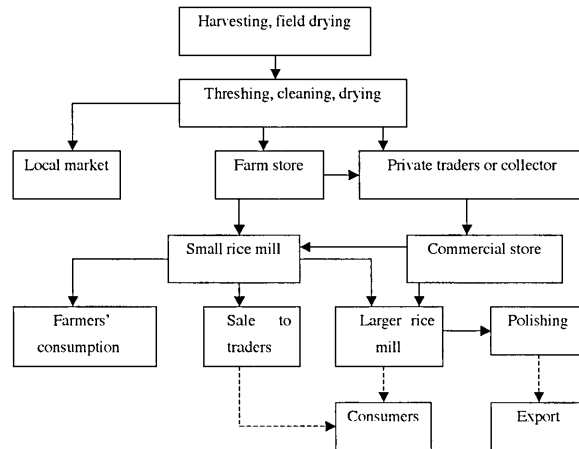 Harvesting, field drying
Threshing, cleaning, drying
Local market
Farm store
Private traders or collector
Small rice mill
Commercial store
Farmers'
consumption
Sale to
traders
Larger rice
mill
Polishing
Consumers
Export